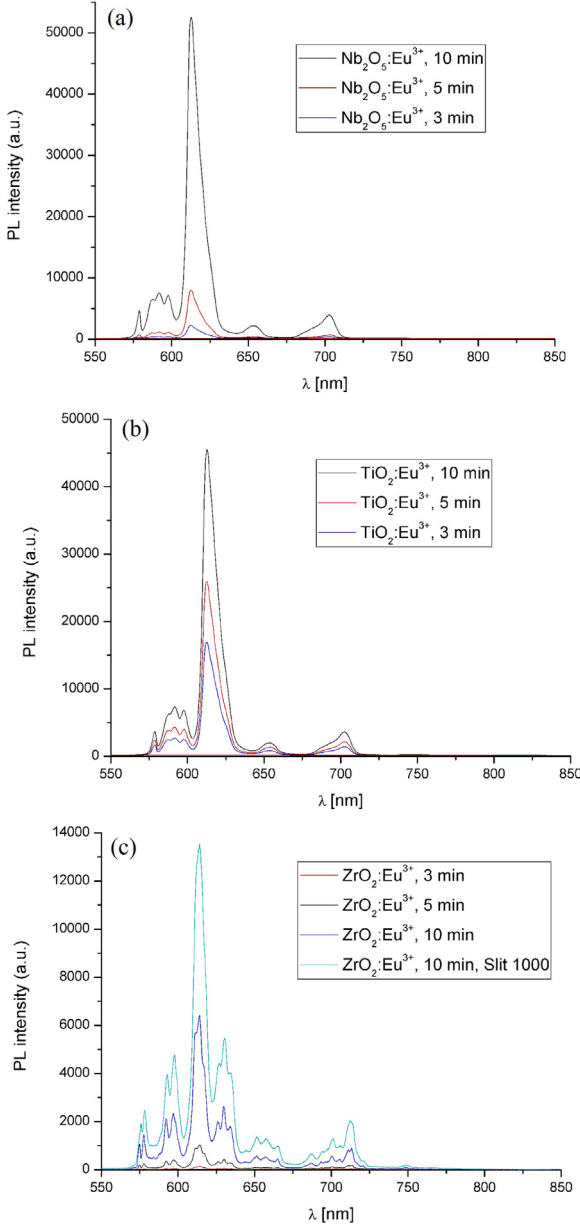 (a)
Nb₂O₅:Eu³⁺, 10 min
Nb₂O₅:Eu³⁺, 5 min
Nb₂O₅:Eu³⁺, 3 min
PL intensity (a.u.)
50000
40000
30000
20000
10000
0
550 600 650 700 750 800 850
λ [nm]
(b)
TiO₂:Eu³⁺, 10 min
TiO₂:Eu³⁺, 5 min
TiO₂:Eu³⁺, 3 min
PL intensity (a.u.)
50000
40000
30000
20000
10000
0
550 600 650 700 750 800 850
λ [nm]
(c)
ZrO₂:Eu³⁺, 3 min
ZrO₂:Eu³⁺, 5 min
ZrO₂:Eu³⁺, 10 min
ZrO₂:Eu³⁺, 10 min, Slit 1000
PL intensity (a.u.)
14000
12000
10000
8000
6000
4000
2000
0
550 600 650 700 750 800 850
λ [nm]